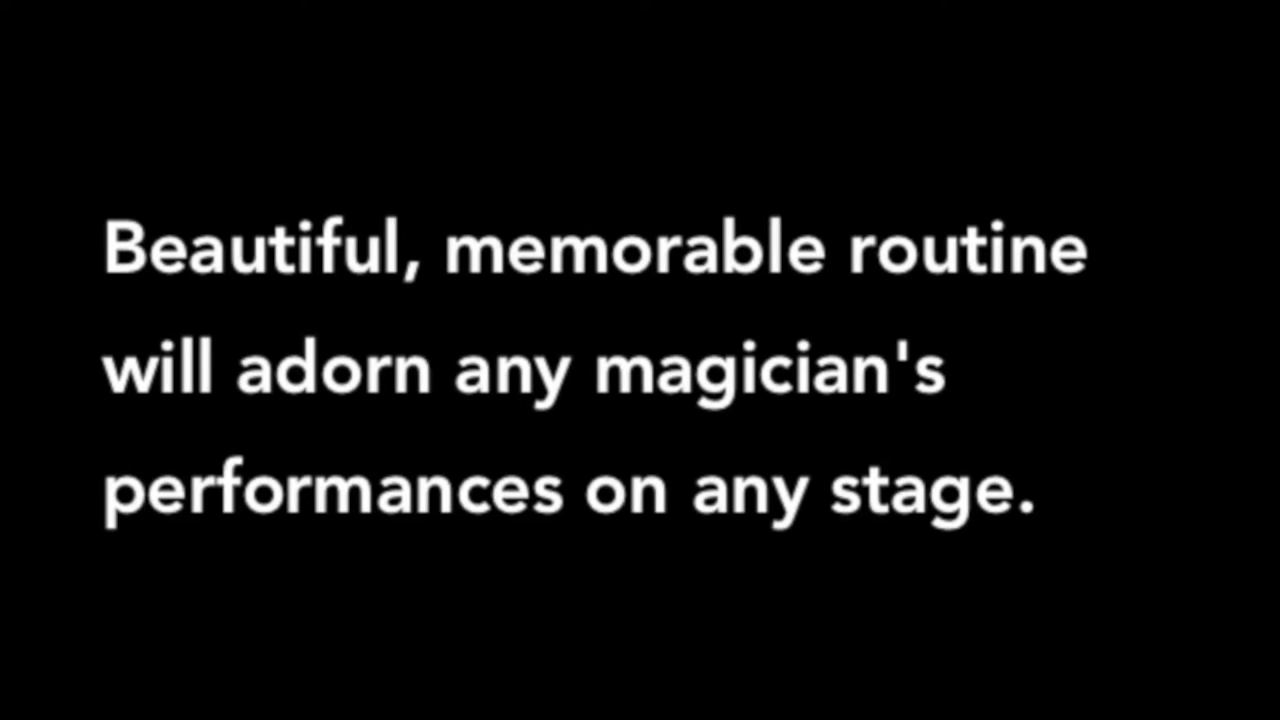 Beautiful, memorable routine
will adorn any magician's
performances on any stage.